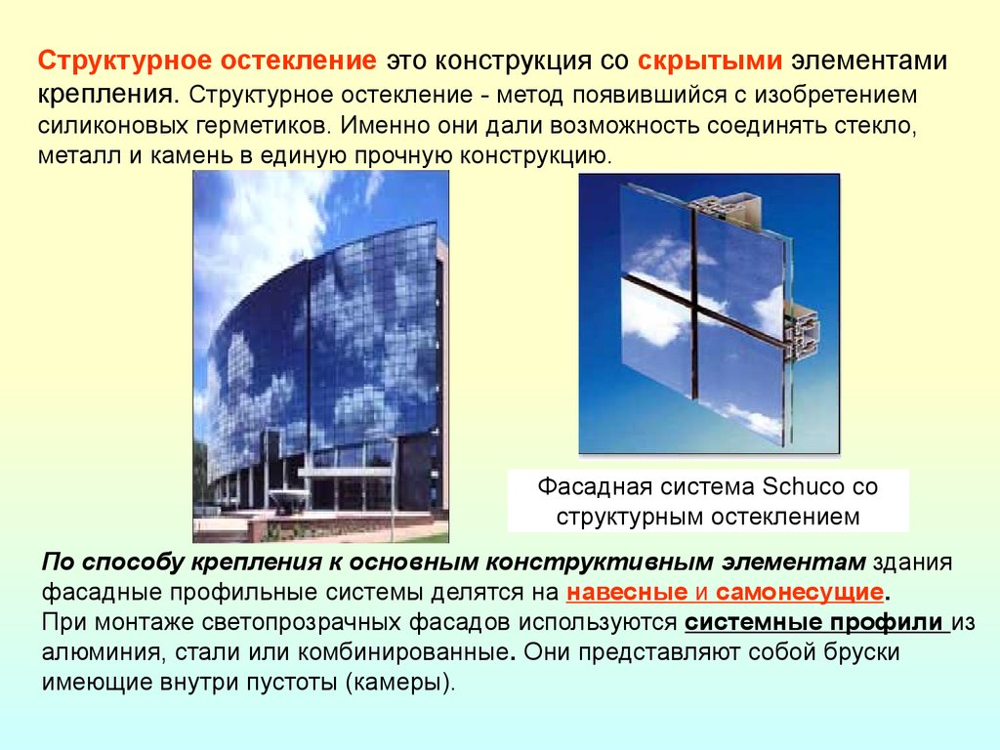 Структурное остекление это конструкция со скрытыми элементами
крепления. Структурное остекление - метод появившийся с изобретением
силиконовых герметиков. Именно они дали возможность соединять стекло,
металл и камень в единую прочную конструкцию.
Фасадная система Schuco со
структурным остеклением
По способу крепления к основным конструктивным элементам здания
фасадные профильные системы делятся на навесные и самонесущие.
При монтаже светопрозрачных фасадов используются системные профили из
алюминия, стали или комбинированные. Они представляют собой бруски
имеющие внутри пустоты (камеры).